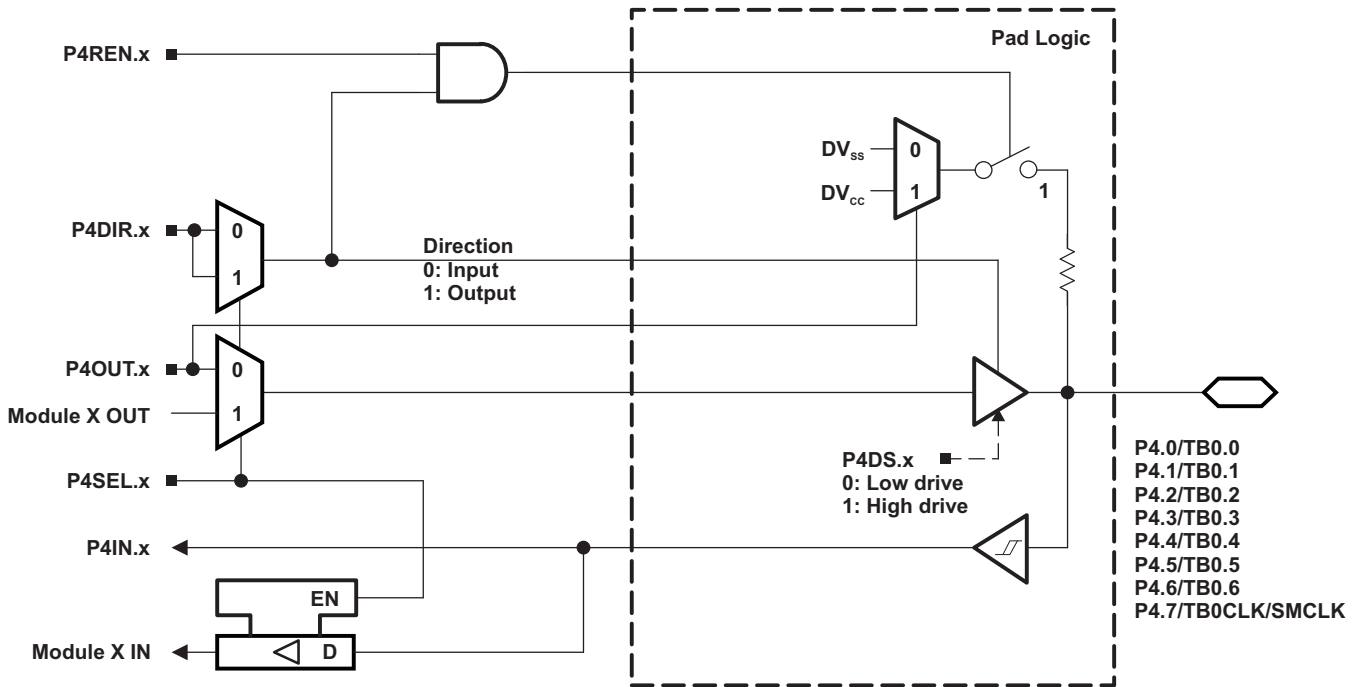 Pad Logic
P4REN.x
DVss
0
DVcc
1
1
P4DIR.x
0
1
Direction
0: Input
1: Output
P4OUT.x
0
Module X OUT
1
P4SEL.x
P4DS.x
0: Low drive
1: High drive
P4IN.x
EN
D
Module X IN
P4.0/TB0.0
P4.1/TB0.1
P4.2/TB0.2
P4.3/TB0.3
P4.4/TB0.4
P4.5/TB0.5
P4.6/TB0.6
P4.7/TB0CLK/SMCLK